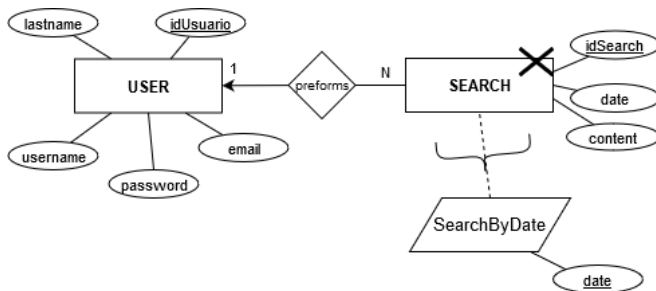 lastname
idUsuario
idSearch
1
N
USER
preforms
SEARCH
date
username
email
content
password
SearchByDate
date